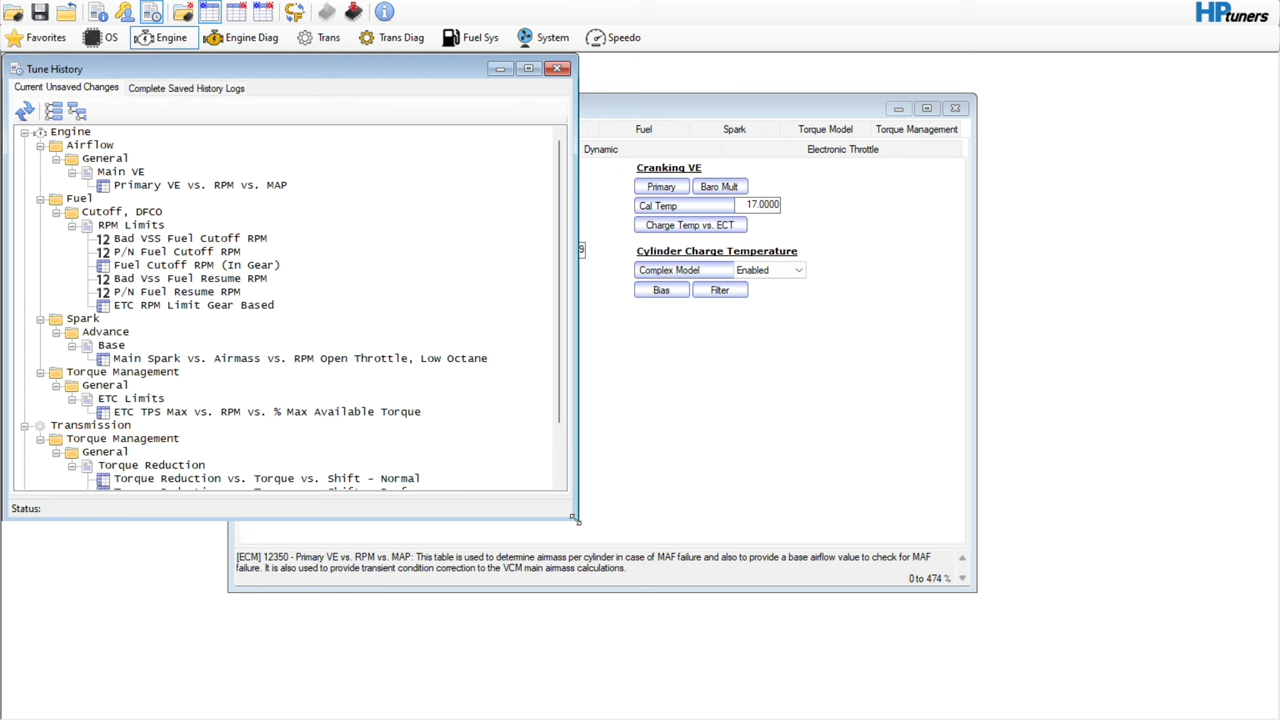 HPtuners
Favorites
OS
Engine
Engine Diag
Trans
Trans Diag
Fuel Sys
System
Speedo
Tune History
Current Unsaved Changes
Complete Saved History Logs
Engine
Airflow
General
Main VE
Primary VE vs. RPM vs. MAP
Fuel
Cutoff, DFCO
RPM Limits
12 Bad VSS Fuel Cutoff RPM
12 P/N Fuel Cutoff RPM
Fuel Cutoff RPM (In Gear)
12 Bad Vss Fuel Resume RPM
12 P/N Fuel Resume RPM
ETC RPM Limit Gear Based
Spark
Advance
Base
Main Spark vs. Airmass vs. RPM Open Throttle, Low Octane
Torque Management
General
ETC Limits
ETC TPS Max vs. RPM vs. % Max Available Torque
Transmission
Torque Management
General
Torque Reduction
Torque Reduction vs. Torque vs. Shift - Normal
Status:
Fuel
Spark
Torque Model
Torque Management
Dynamic
Electronic Throttle
Cranking VE
Primary
Baro Mult
Cal Temp
17.0000
Charge Temp vs. ECT
9
Cylinder Charge Temperature
Complex Model
Enabled
Bias
Filter
[ECM] 12350 - Primary VE vs. RPM vs. MAP: This table is used to determine airmass per cylinder in case of MAF failure and also to provide a base airflow value to check for MAF
failure. It is also used to provide transient condition correction to the VCM main airmass calculations.
0 to 474 %